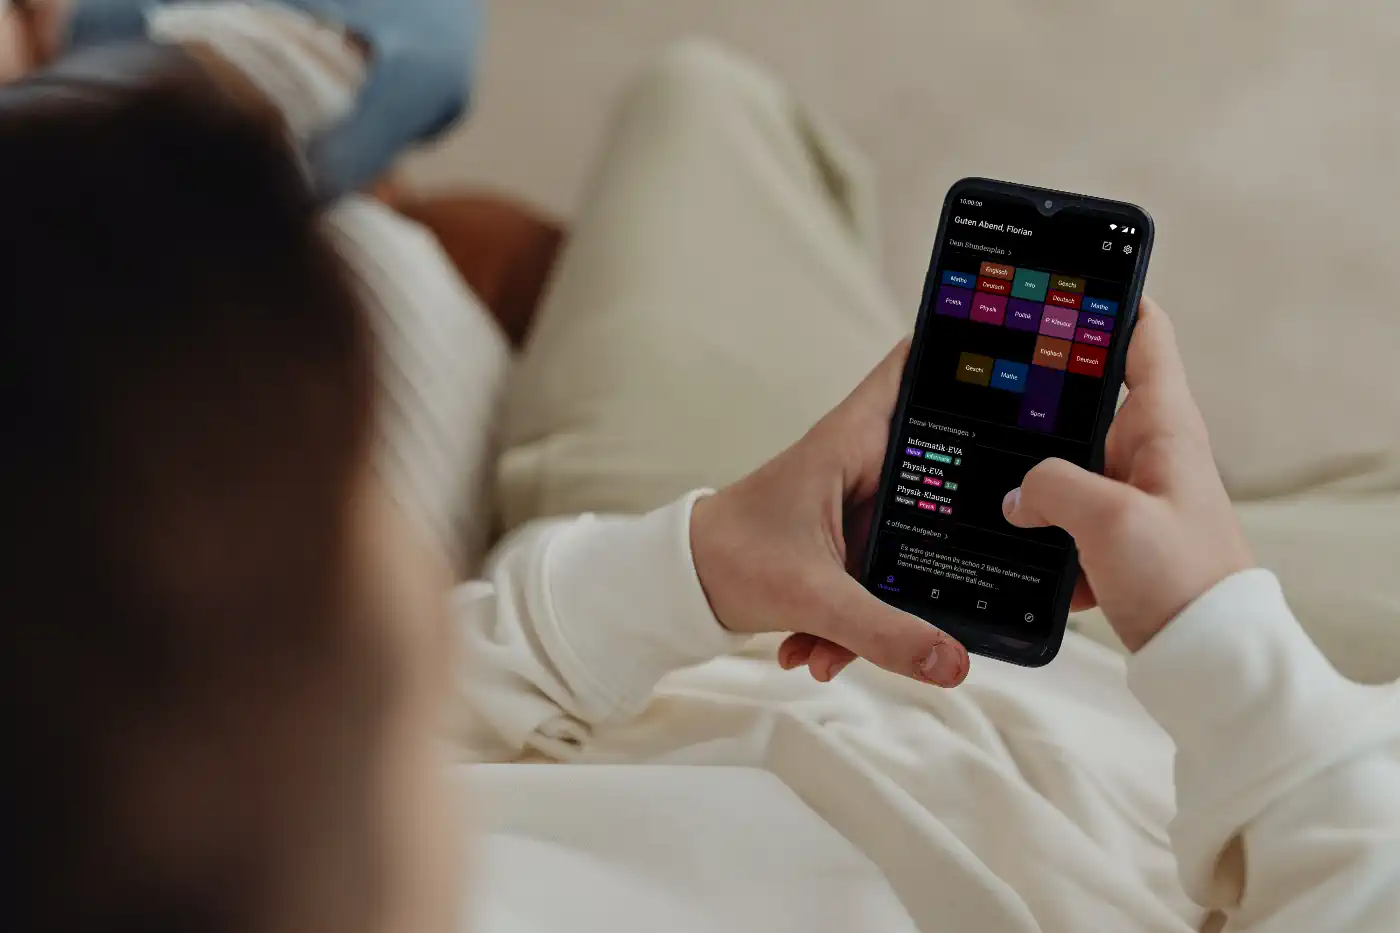 10:00:00
Guten Abend, Florian
Dein Stundenplan >
Englisch Info Geschi
Mathe Deutsch Deutsch Mathe
Politik Physik Politik P. Klausur Politik
Physik
Englisch Deutsch
Geschi Mathe
Sport
Deine Vertretungen >
Informatik-EVA
Heute Informatik 2
Physik-EVA
Morgen Physik 3 - 4
Physik-Klausur
Morgen Physik 3 - 4
4 offene Aufgaben >
Es wäre gut wenn ihr schon 2 Bälle relativ sicher
werfen und fangen könntet.
Dann nehmt den dritten Ball dazu: ...